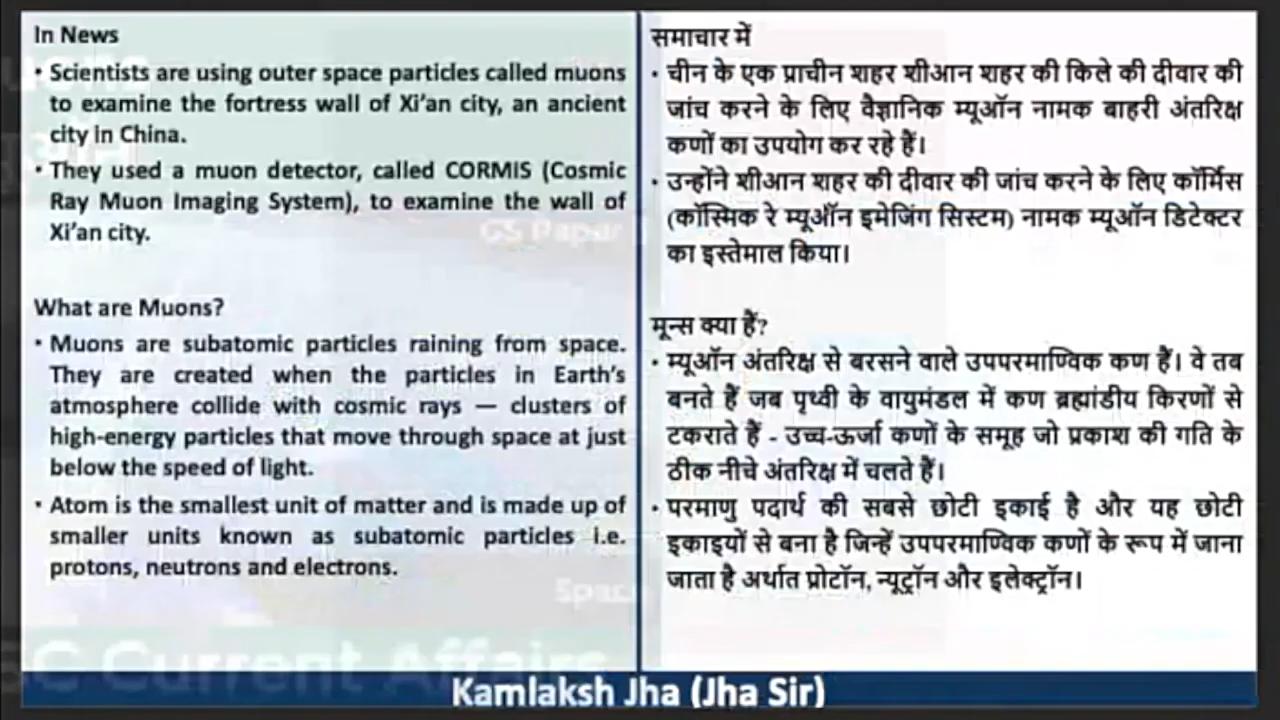 In News
• Scientists are using outer space particles called muons
to examine the fortress wall of Xi'an city, an ancient
city in China.
• They used a muon detector, called CORMIS (Cosmic
Ray Muon Imaging System), to examine the wall of
Xi'an city.
What are Muons?
• Muons are subatomic particles raining from space.
They are created when the particles in Earth's
atmosphere collide with cosmic rays — clusters of
high-energy particles that move through space at just
below the speed of light.
• Atom is the smallest unit of matter and is made up of
smaller units known as subatomic particles i.e.
protons, neutrons and electrons.
समाचार में
• चीन के एक प्राचीन शहर शीआन शहर की किले की दीवार की
जांच करने के लिए वैज्ञानिक म्यूऑन नामक बाहरी अंतरिक्ष
कणों का उपयोग कर रहे हैं।
• उन्होंने शीआन शहर की दीवार की जांच करने के लिए कॉर्मिस
(कॉस्मिक रे म्यूऑन इमेजिंग सिस्टम) नामक म्यूऑन डिटेक्टर
का इस्तेमाल किया।
मून्स क्या हैं?
• म्यूऑन अंतरिक्ष से बरसने वाले उपपरमाण्विक कण हैं। वे तब
बनते हैं जब पृथ्वी के वायुमंडल में कण ब्रह्मांडीय किरणों से
टकराते हैं - उच्च-ऊर्जा कणों के समूह जो प्रकाश की गति के
ठीक नीचे अंतरिक्ष में चलते हैं।
• परमाणु पदार्थ की सबसे छोटी इकाई है और यह छोटी
इकाइयों से बना है जिन्हें उपपरमाण्विक कणों के रूप में जाना
जाता है अर्थात प्रोटॉन, न्यूट्रॉन और इलेक्ट्रॉन।
GS Paper
Current Affairs
Kamlaksh Jha (Jha Sir)